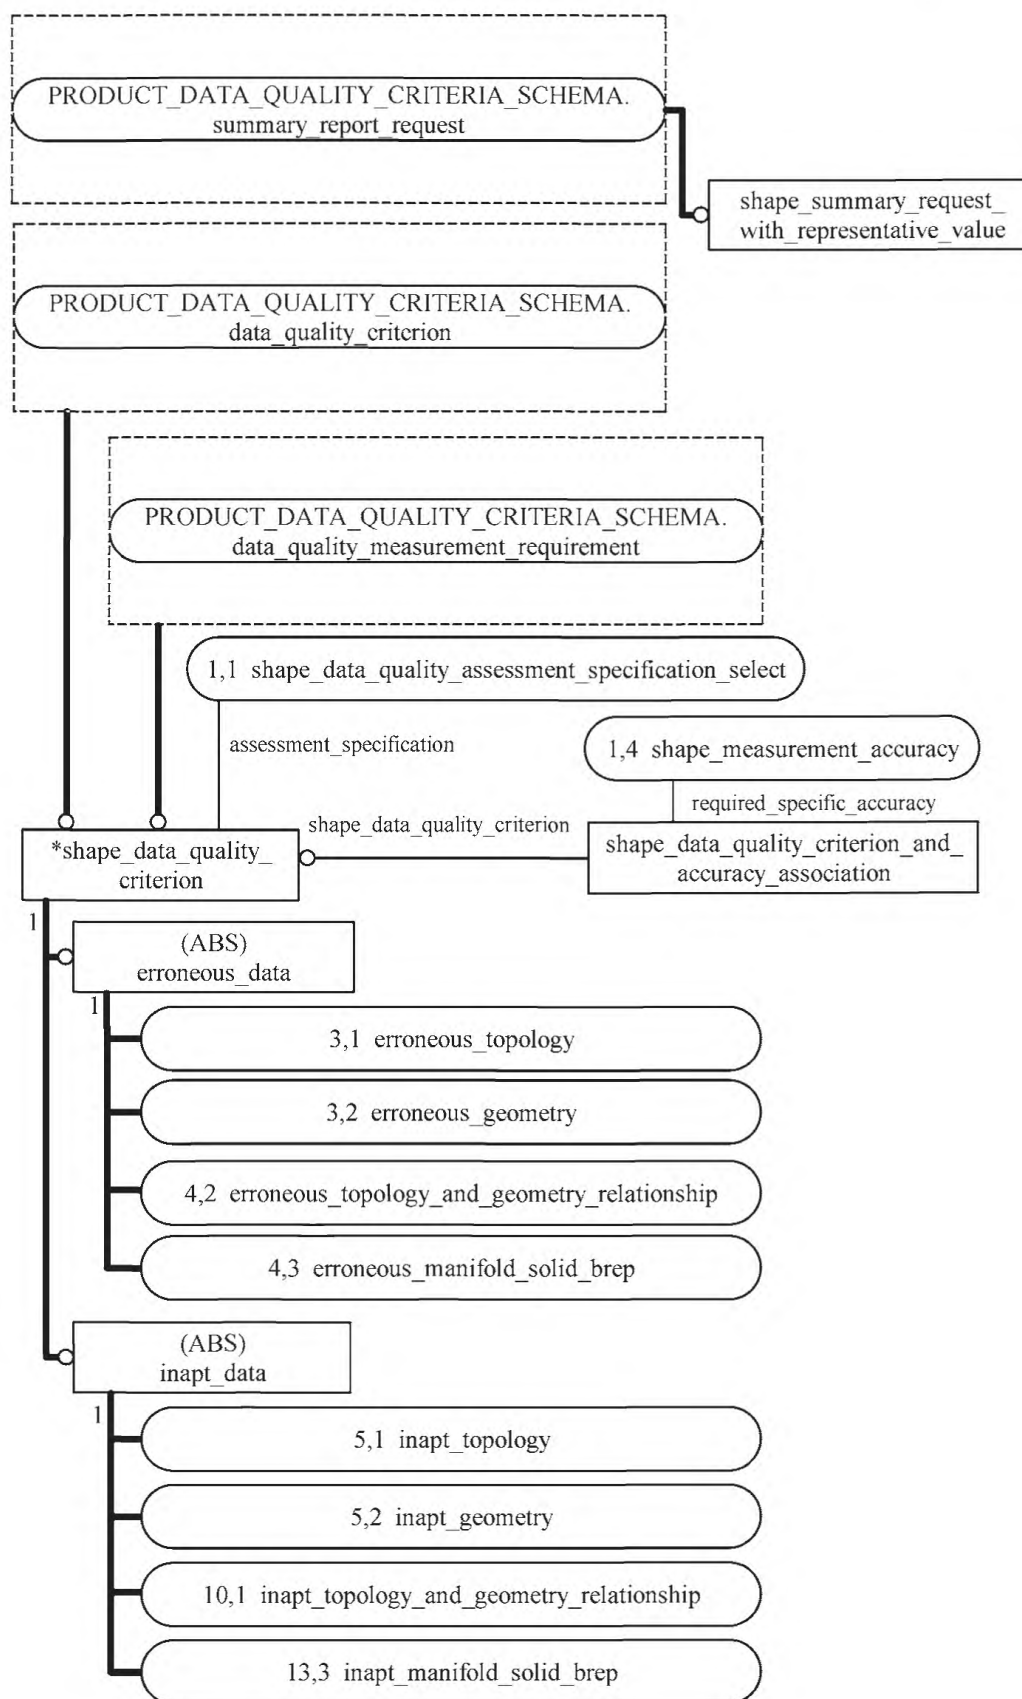 PRODUCT_DATA_QUALITY_CRITERIA_SCHEMA.
summary_report_request
shape_summary_request_
with_representative_value
PRODUCT_DATA_QUALITY_CRITERIA_SCHEMA.
data_quality_criterion
PRODUCT_DATA_QUALITY_CRITERIA_SCHEMA.
data_quality_measurement_requirement
1,1 shape_data_quality_assessment_specification_select
assessment_specification
1,4 shape_measurement_accuracy
required_specific_accuracy
shape_data_quality_criterion
*shape_data_quality_
criterion
shape_data_quality_criterion_and_
accuracy_association
1
(ABS)
erroneous_data
1
3,1 erroneous_topology
3,2 erroneous_geometry
4,2 erroneous_topology_and_geometry_relationship
4,3 erroneous_manifold_solid_brep
(ABS)
inapt_data
1
5,1 inapt_topology
5,2 inapt_geometry
10,1 inapt_topology_and_geometry_relationship
13,3 inapt_manifold_solid_brep